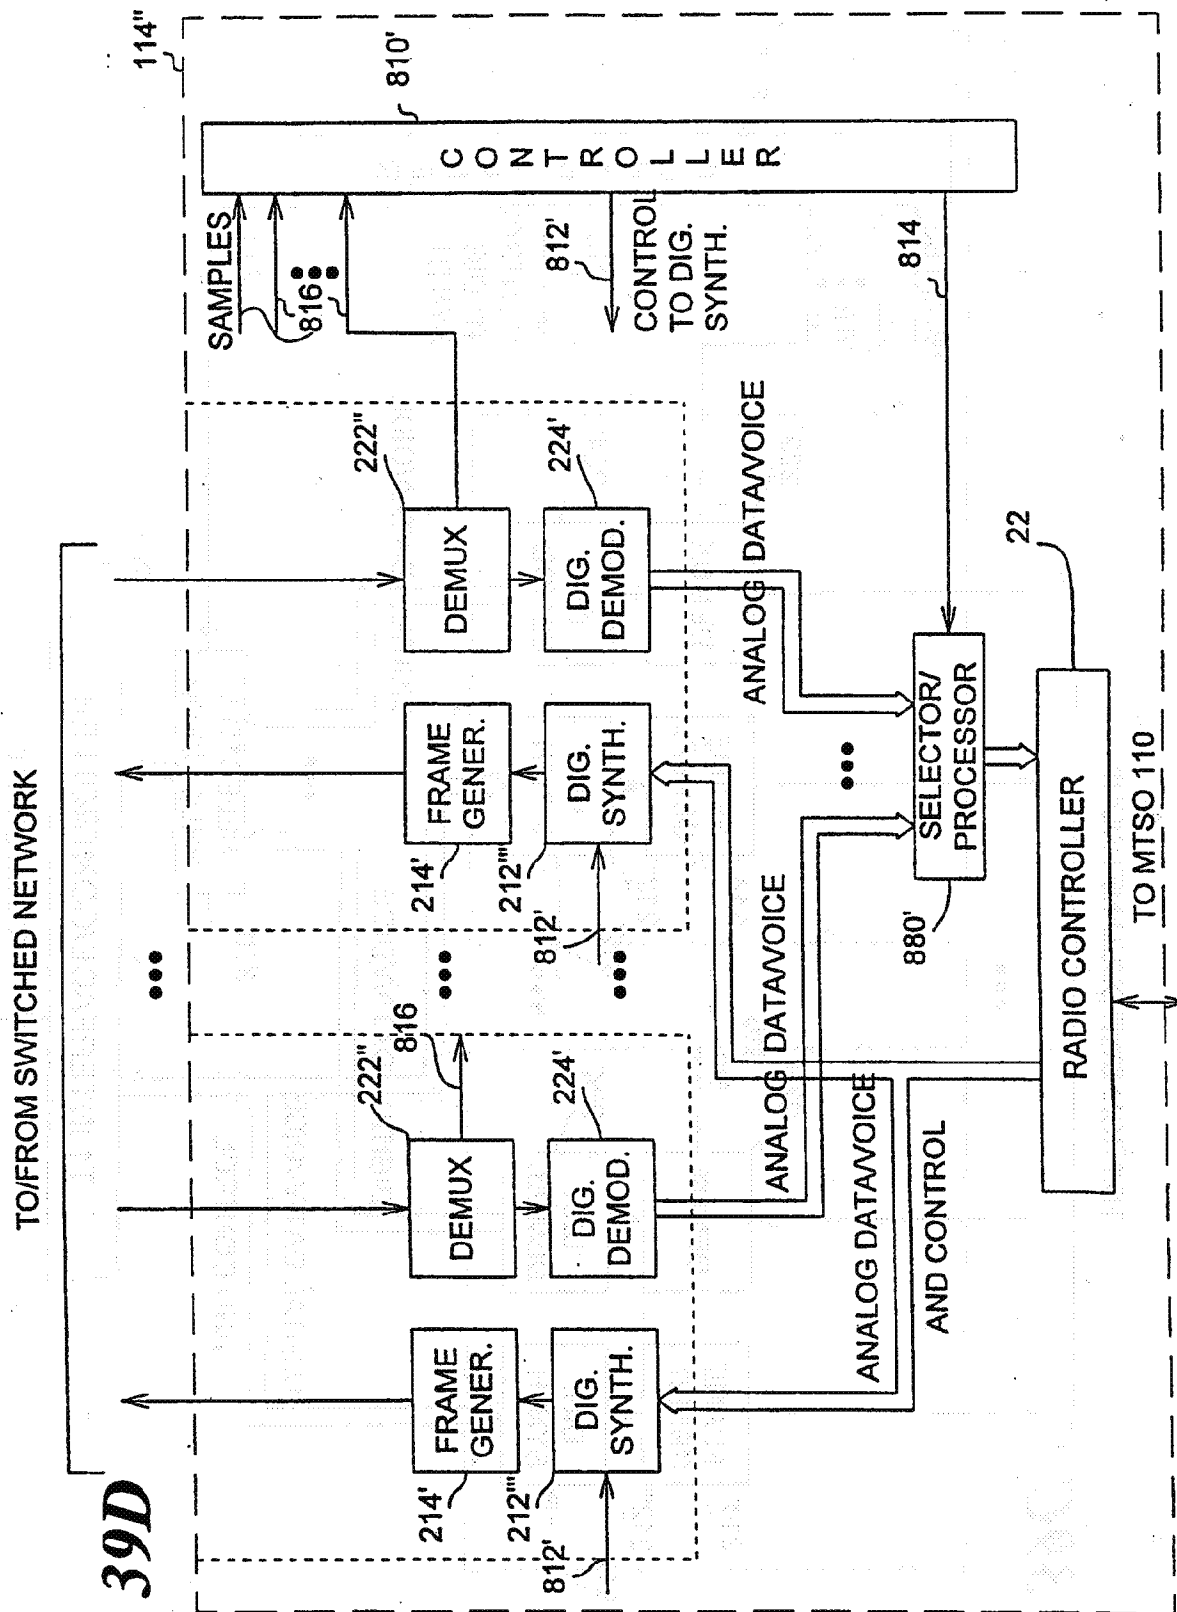 39D
TO/FROM SWITCHED NETWORK
114"
SAMPLES
816
810'
CONTROLLER
812'
CONTROL
TO DIG.
SYNTH.
814
222"
DEMUX
224'
DIG.
DEMOD.
ANALOG DATA/VOICE
214'
FRAME
GENER.
212""
DIG.
SYNTH.
812'
816
222"
DEMUX
224'
DIG.
DEMOD.
ANALOG DATA/VOICE
214'
FRAME
GENER.
212""
DIG.
SYNTH.
812'
ANALOG DATA/VOICE
AND CONTROL
SELECTOR/
PROCESSOR
880'
22
RADIO CONTROLLER
TO MTSO 110